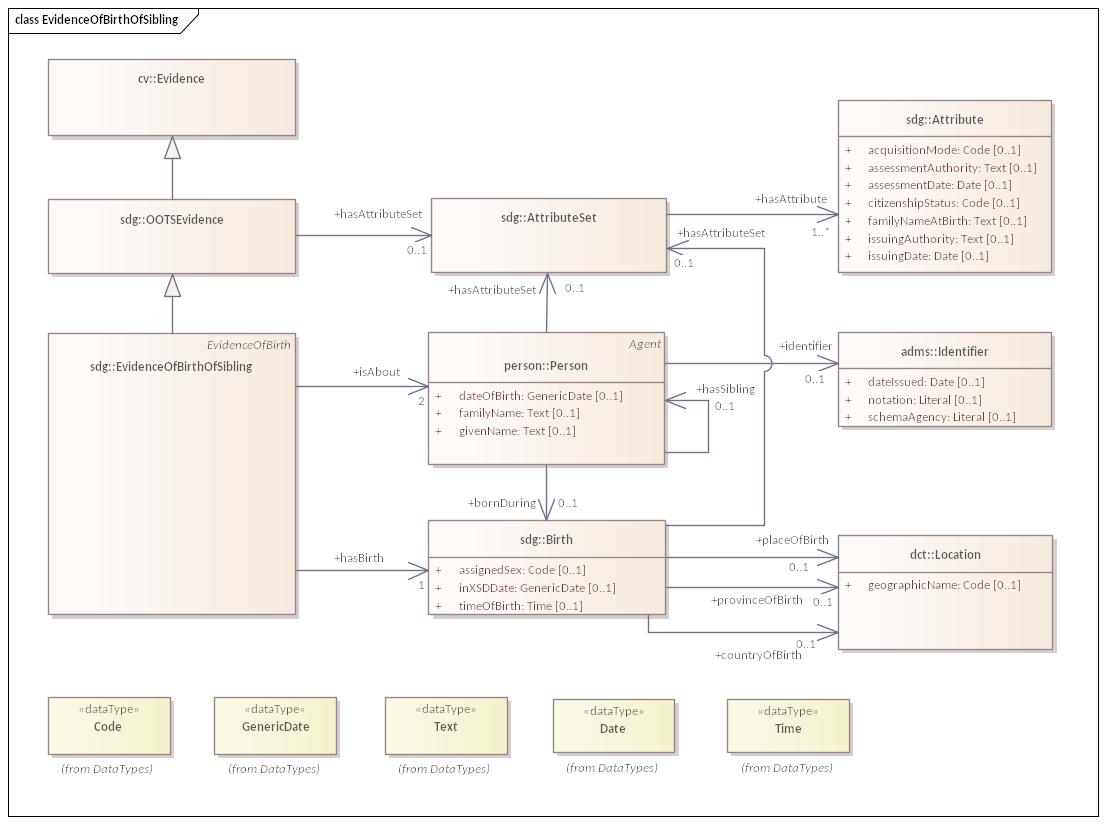 class EvidenceOfBirthOfSibling
cv::Evidence
sdg::OOTSEvidence
+hasAttributeSet
0..1
sdg::AttributeSet
+hasAttribute
1..*
+hasAttributeSet
0..1
sdg::Attribute
+ acquisitionMode: Code [0..1]
+ assessmentAuthority: Text [0..1]
+ assessmentDate: Date [0..1]
+ citizenshipStatus: Code [0..1]
+ familyNameAtBirth: Text [0..1]
+ issuingAuthority: Text [0..1]
+ issuingDate: Date [0..1]
+hasAttributeSet
0..1
EvidenceOfBirth
sdg::EvidenceOfBirthOfSibling
+isAbout
2
Agent
person::Person
+ dateOfBirth: GenericDate [0..1]
+ familyName: Text [0..1]
+ givenName: Text [0..1]
+hasSibling
0..1
+identifier
0..1
adms::Identifier
+ dateIssued: Date [0..1]
+ notation: Literal [0..1]
+ schemaAgency: Literal [0..1]
+bornDuring
0..1
+hasBirth
1
sdg::Birth
+ assignedSex: Code [0..1]
+ inXSDDate: GenericDate [0..1]
+ timeOfBirth: Time [0..1]
+placeOfBirth
0..1
+provinceOfBirth
0..1
0..1
+countryOfBirth
dct::Location
+ geographicName: Code [0..1]
«dataType»
Code
(from DataTypes)
«dataType»
GenericDate
(from DataTypes)
«dataType»
Text
(from DataTypes)
«dataType»
Date
(from DataTypes)
«dataType»
Time
(from DataTypes)